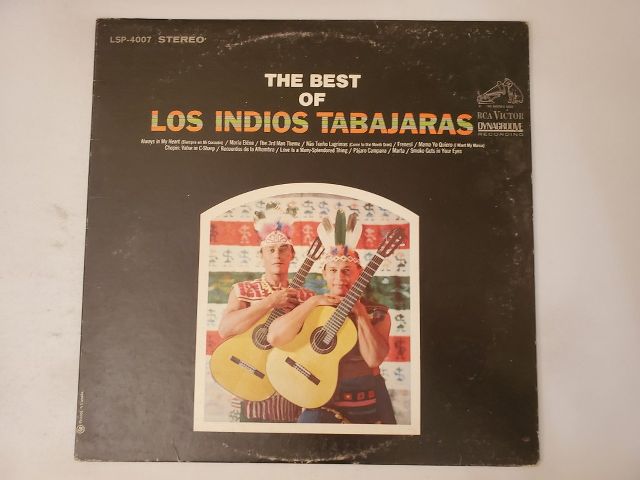 LSP-4007 STEREO
THE BEST
OF
LOS INDIOS TABAJARAS
RCA VICTOR
DYNAGROOVE
RECORDING
Always in My Heart (Siempre en Mi Corazón) / Maria Elena / The 3rd Man Theme / Não Tenho Lagrimas (Come to the Mardi Gras) / Frenesí / Mama Yo Quiero (I Want My Mama)
Chopin: Valse in C-Sharp / Recuerdos de la Alhambra / Love Is a Many-Splendored Thing / Pájaro Campana / Marta / Smoke Gets in Your Eyes